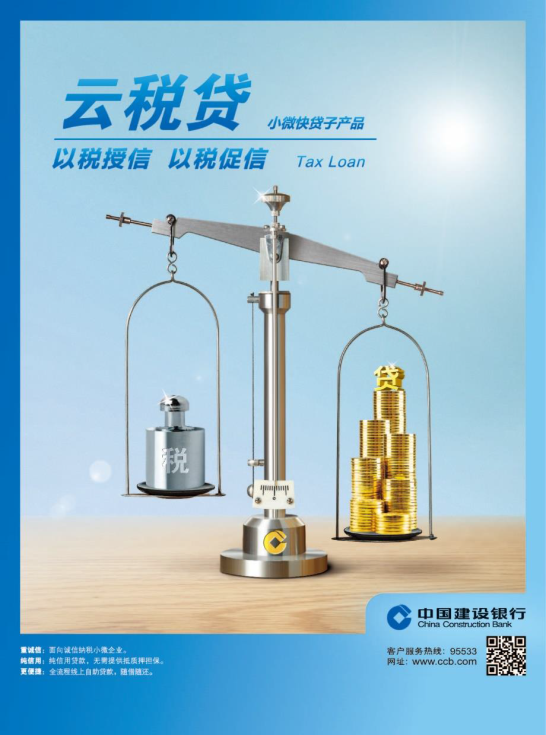 云税贷 小微快贷子产品
以税授信 以税促信 Tax Loan
贷
税
中国建设银行
China Construction Bank
客户服务热线：95533
网址：www.ccb.com
重诚信：面向诚信纳税小微企业。
纯信用：纯信用贷款，无需提供抵质押担保。
更便捷：全流程线上自助贷款，随借随还。